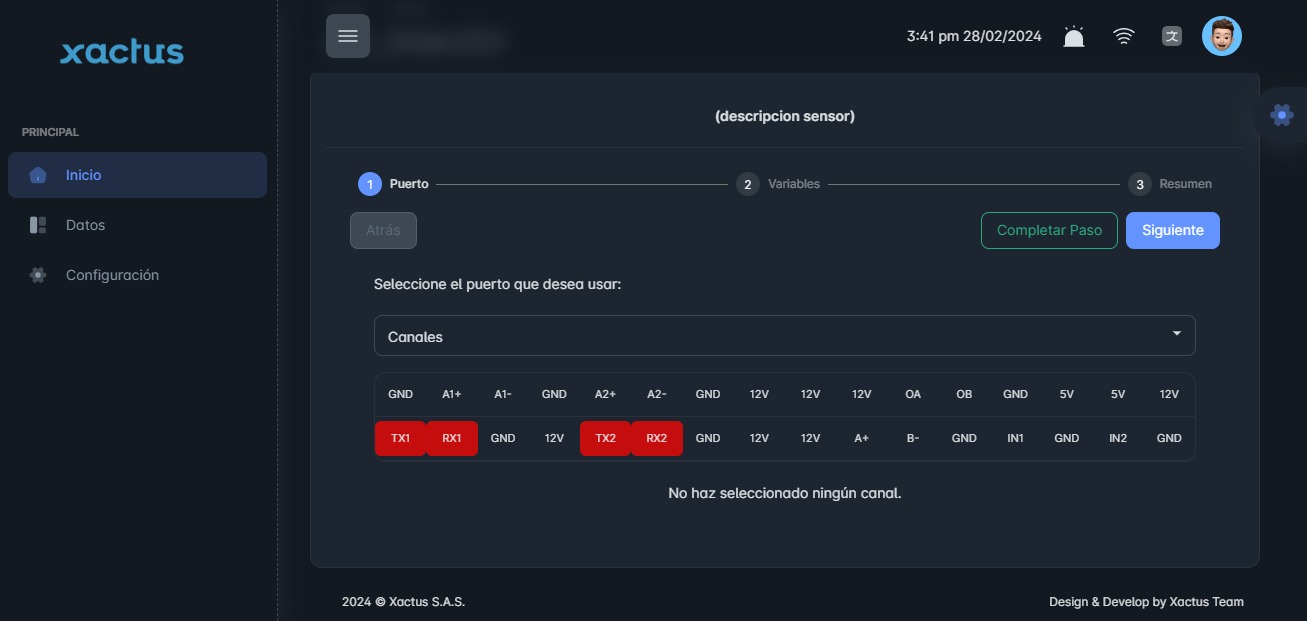 xactus
3:41 pm 28/02/2024
PRINCIPAL
Inicio
Datos
Configuración
(descripcion sensor)
1 Puerto 2 Variables 3 Resumen
Atrás Completar Paso Siguiente
Seleccione el puerto que desea usar:
Canales
GND A1+ A1- GND A2+ A2- GND 12V 12V 12V OA OB GND 5V 5V 12V
TX1 RX1 GND 12V TX2 RX2 GND 12V 12V A+ B- GND IN1 GND IN2 GND
No haz seleccionado ningún canal.
2024 © Xactus S.A.S. Design & Develop by Xactus Team